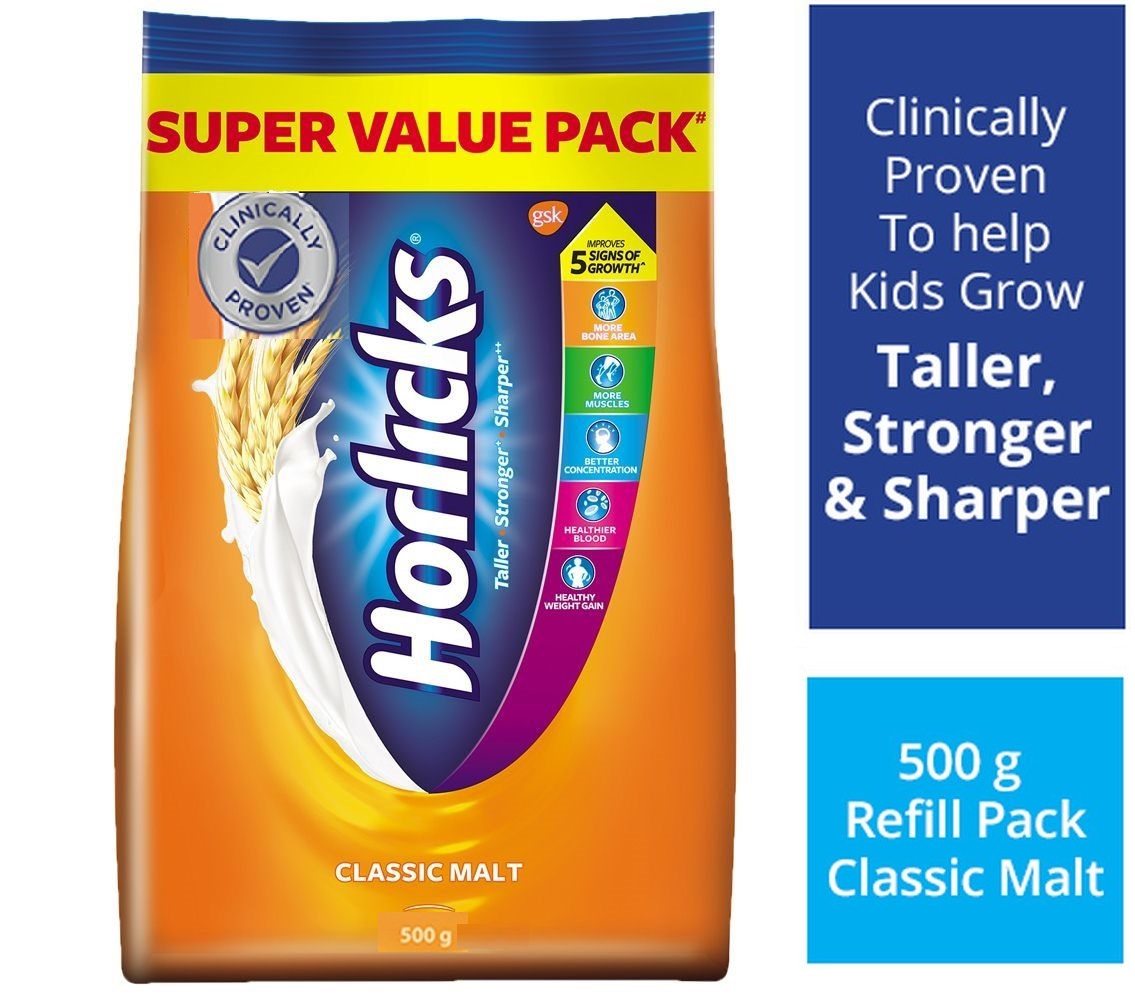 SUPER VALUE PACK#
CLINICALLY
PROVEN
gsk
IMPROVES
5 SIGNS OF
GROWTH^
MORE
BONE AREA
MORE
MUSCLES
BETTER
CONCENTRATION
HEALTHIER
BLOOD
HEALTHY
WEIGHT GAIN
Horlicks®
Taller • Stronger+ • Sharper++
CLASSIC MALT
500 g
Clinically
Proven
To help
Kids Grow
Taller,
Stronger
& Sharper
500 g
Refill Pack
Classic Malt